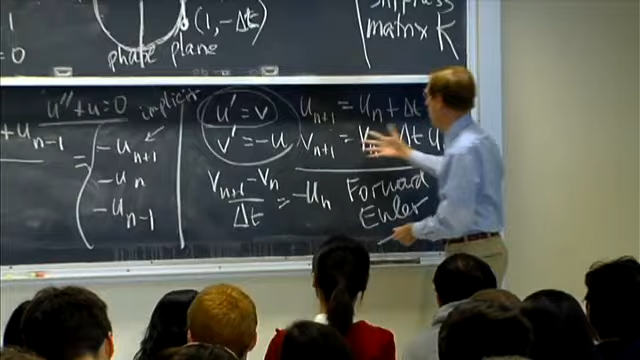 1
0
(1, -Δt)
phase plane
matrix K
u'' + u = 0
implicit
+ u_{n-1}
= -u_{n+1}
-u_n
-u_{n-1}
u' = v
v' = -u
u_{n+1} = u_n + Δt
v_{n+1} = Δt u
(v_{n+1} - v_n) / Δt = -u_n
Forward
Euler